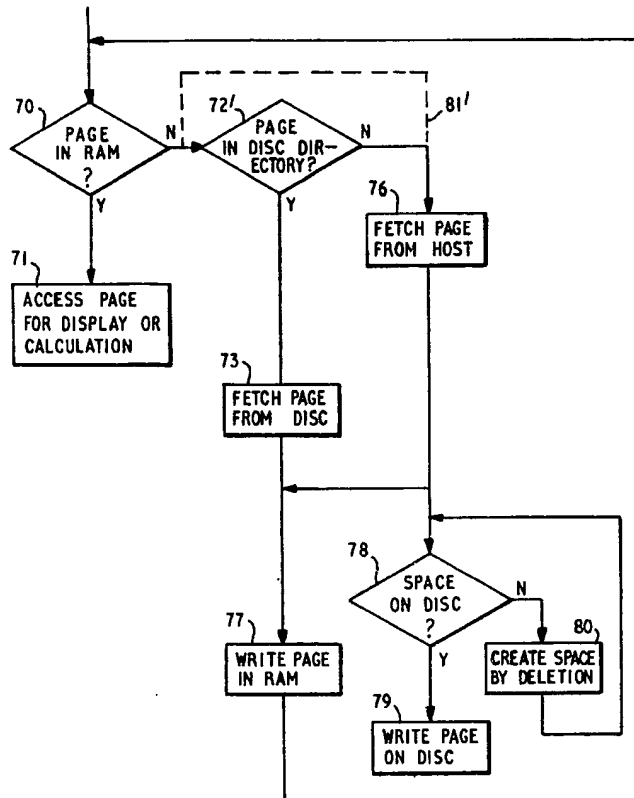 70
PAGE
IN RAM
?
N
Y
72'
PAGE
IN DISC DIR-
ECTORY?
N
Y
81'
76
FETCH PAGE
FROM HOST
71
ACCESS PAGE
FOR DISPLAY OR
CALCULATION
73
FETCH PAGE
FROM DISC
78
SPACE
ON DISC
?
N
Y
77
WRITE PAGE
IN RAM
80
CREATE SPACE
BY DELETION
79
WRITE PAGE
ON DISC